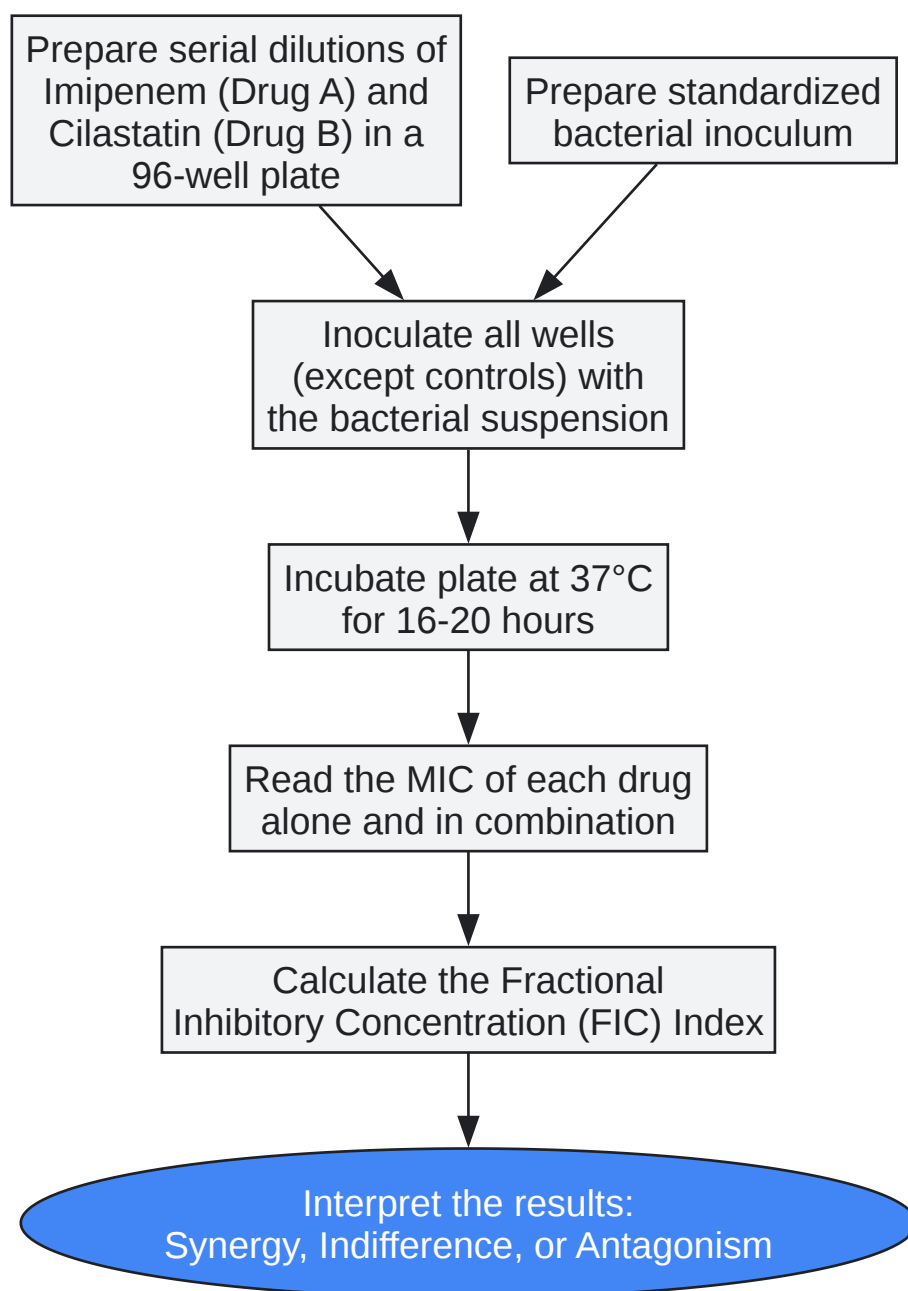 Prepare serial dilutions of
Imipenem (Drug A) and
Cilastatin (Drug B) in a
96-well plate
Prepare standardized
bacterial inoculum
Inoculate all wells
(except controls) with
the bacterial suspension
Incubate plate at 37°C
for 16-20 hours
Read the MIC of each drug
alone and in combination
Calculate the Fractional
Inhibitory Concentration (FIC) Index
Interpret the results:
Synergy, Indifference, or Antagonism